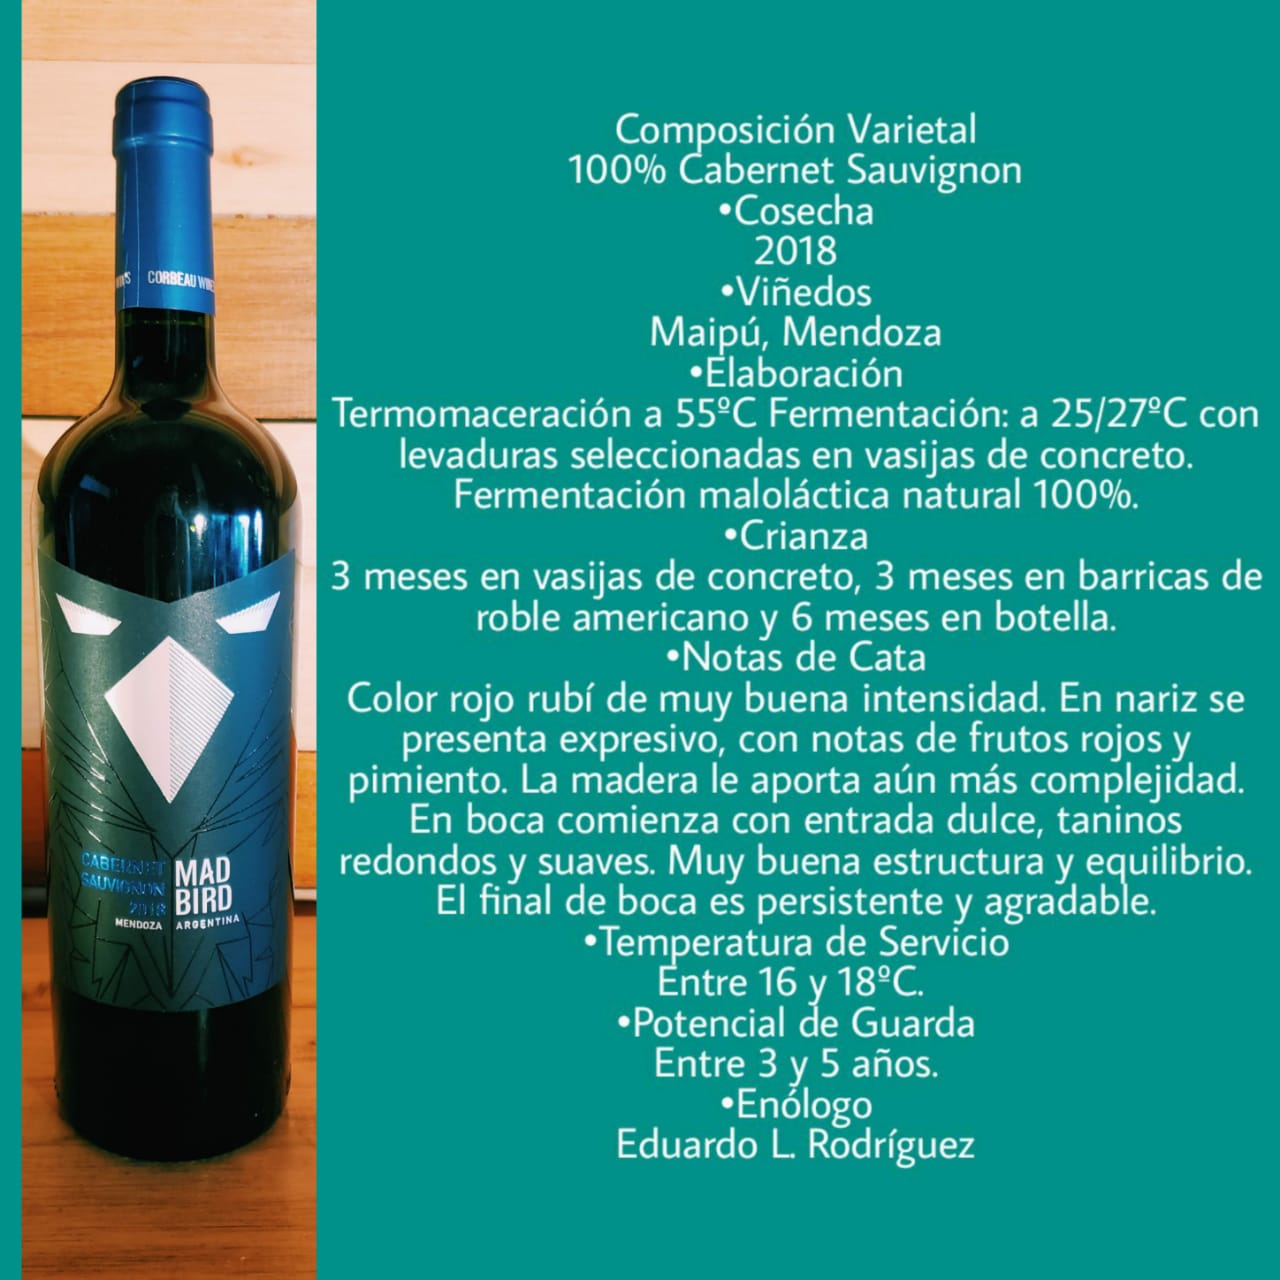 CORBEAU WINES
CABERNET
SAUVIGNON
2018
MENDOZA
MAD
BIRD
ARGENTINA
Composición Varietal
100% Cabernet Sauvignon
•Cosecha
2018
•Viñedos
Maipú, Mendoza
•Elaboración
Termomaceración a 55ºC Fermentación: a 25/27ºC con
levaduras seleccionadas en vasijas de concreto.
Fermentación maloláctica natural 100%.
•Crianza
3 meses en vasijas de concreto, 3 meses en barricas de
roble americano y 6 meses en botella.
•Notas de Cata
Color rojo rubí de muy buena intensidad. En nariz se
presenta expresivo, con notas de frutos rojos y
pimiento. La madera le aporta aún más complejidad.
En boca comienza con entrada dulce, taninos
redondos y suaves. Muy buena estructura y equilibrio.
El final de boca es persistente y agradable.
•Temperatura de Servicio
Entre 16 y 18ºC.
•Potencial de Guarda
Entre 3 y 5 años.
•Enólogo
Eduardo L. Rodríguez